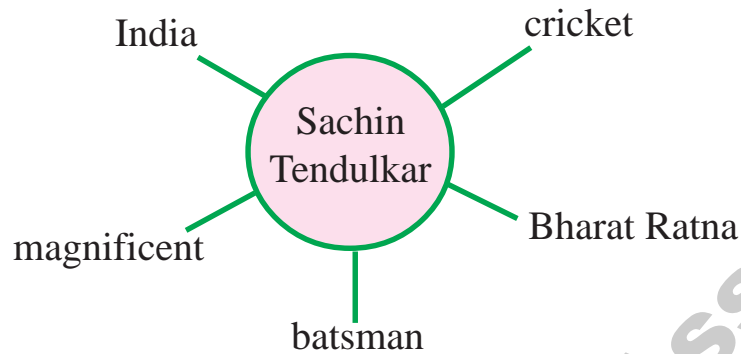 India
cricket
Sachin
Tendulkar
magnificent
Bharat Ratna
batsman